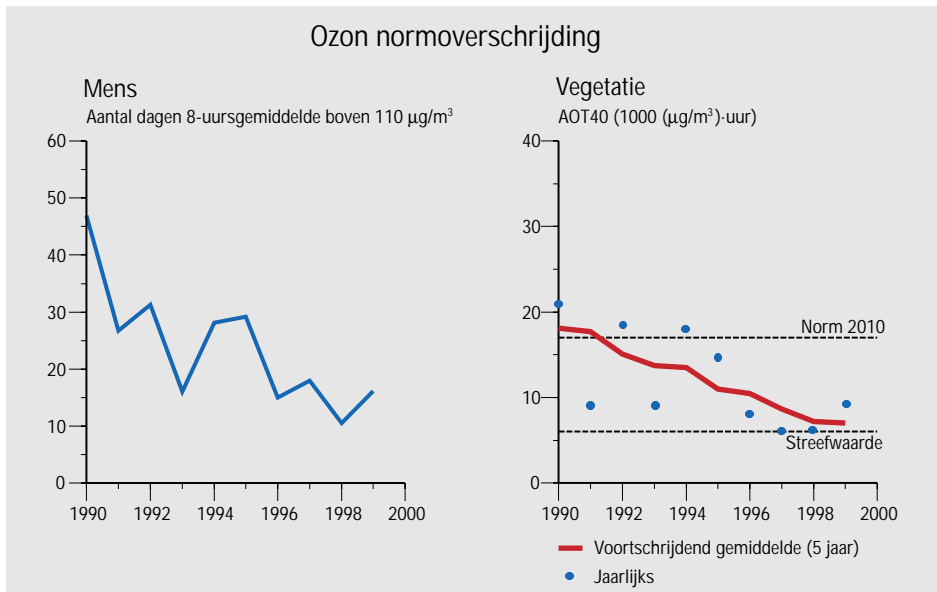 Ozon normoverschrijding
Mens
Aantal dagen 8-uursgemiddelde boven 110 µg/m³
60
50
40
30
20
10
0
1990 1992 1994 1996 1998 2000
Vegetatie
AOT40 (1000 (µg/m³)·uur)
40
30
20
10
0
Norm 2010
Streefwaarde
1990 1992 1994 1996 1998 2000
Voortschrijdend gemiddelde (5 jaar)
Jaarlijks